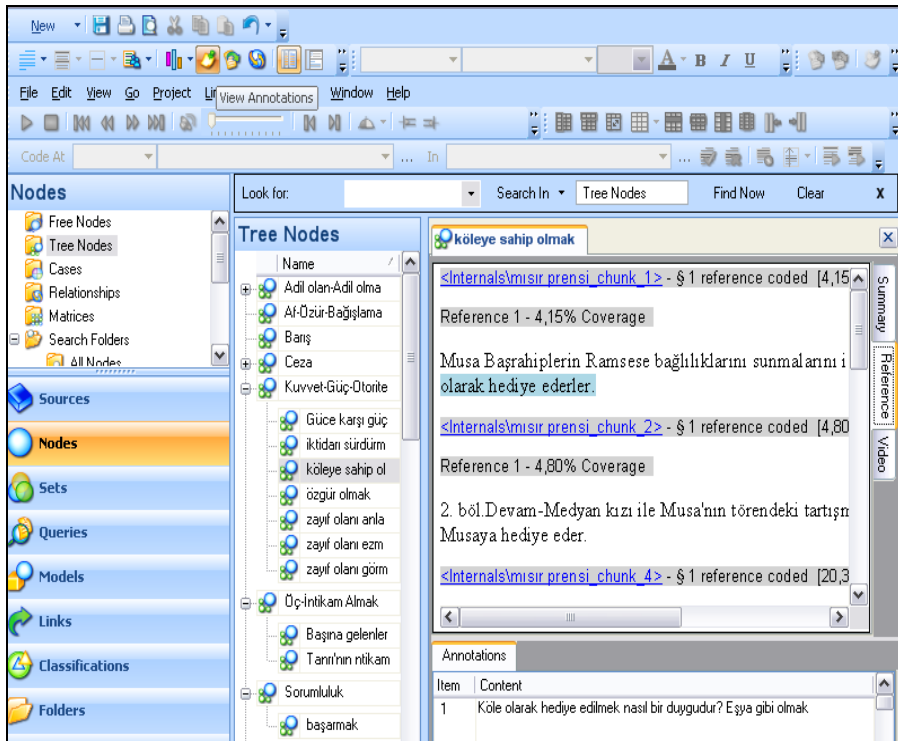 New
A B I U
File Edit View Go Project View Annotations Window Help
Code At In
Nodes
Free Nodes
Tree Nodes
Cases
Relationships
Matrices
Search Folders
All Nodes
Sources
Nodes
Sets
Queries
Models
Links
Classifications
Folders
Look for: Search In Tree Nodes Find Now Clear x
Tree Nodes
Name
Adil olan-Adil olma
Af-Özür-Bağışlama
Barış
Ceza
Kuvvet-Güç-Otorite
Güce karşı güç
iktidarı sürdürm
köleye sahip ol
özgür olmak
zayıf olanı anla
zayıf olanı ezm
zayıf olanı görm
Öç-İntikam Almak
Başına gelenler
Tanrı'nın ntikam
Sorumluluk
başarmak
köleye sahip olmak
<Internals\mısır prensi_chunk_1> - § 1 reference coded [4,15
Reference 1 - 4,15% Coverage
Musa Başrahiplerin Ramsese bağlılıklarını sunmalarını i
olarak hediye ederler.
<Internals\mısır prensi_chunk_2> - § 1 reference coded [4,80
Reference 1 - 4,80% Coverage
2. böl.Devam-Medyan kızı ile Musa'nın törendeki tartışm
Musaya hediye eder.
<Internals\mısır prensi_chunk_4> - § 1 reference coded [20,3
Summary
Reference
Video
Annotations
Item Content
1 Köle olarak hediye edilmek nasıl bir duygudur? Eşya gibi olmak